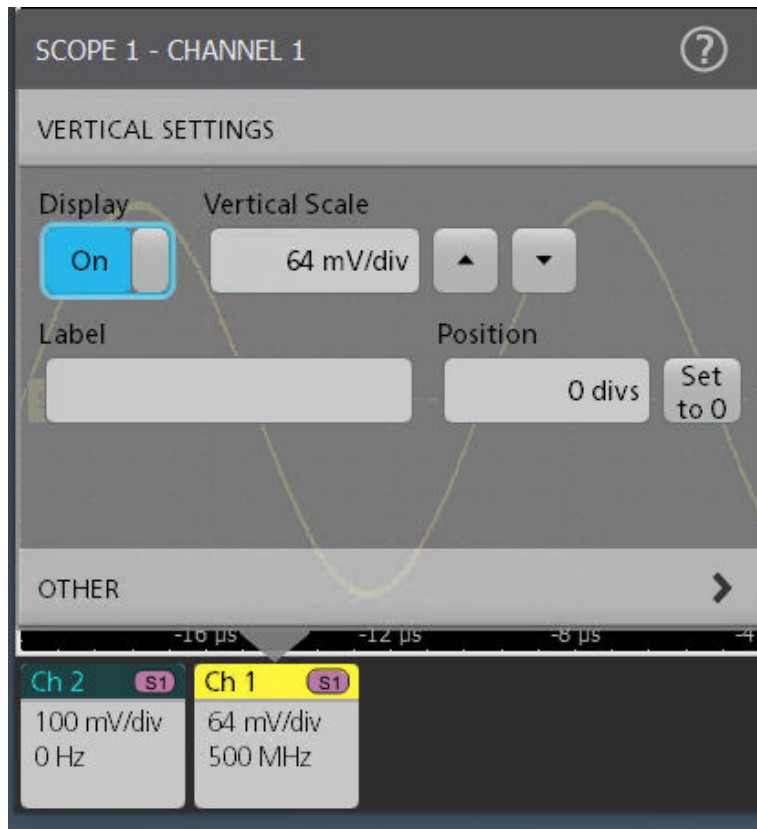 SCOPE 1 - CHANNEL 1 ?
VERTICAL SETTINGS
Display Vertical Scale
On 64 mV/div
Label Position
0 divs Set to 0
OTHER
-16 µs -12 µs -8 µs -4
Ch 2 S1 Ch 1 S1
100 mV/div 64 mV/div
0 Hz 500 MHz